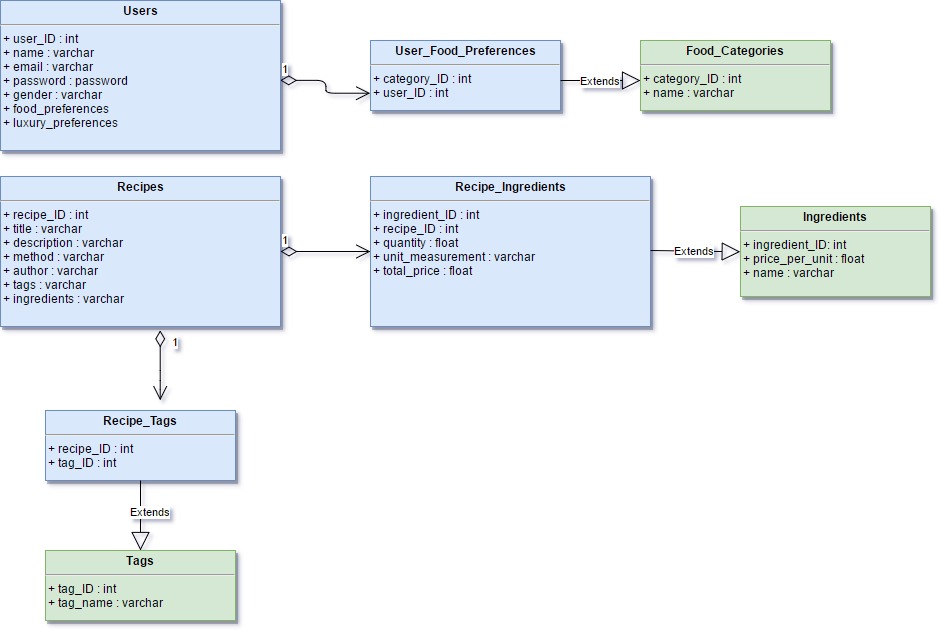 Users
+ user_ID : int
+ name : varchar
+ email : varchar
+ password : password
+ gender : varchar
+ food_preferences
+ luxury_preferences
1
User_Food_Preferences
+ category_ID : int
+ user_ID : int
Extends
Food_Categories
+ category_ID : int
+ name : varchar
Recipes
+ recipe_ID : int
+ title : varchar
+ description : varchar
+ method : varchar
+ author : varchar
+ tags : varchar
+ ingredients : varchar
1
Recipe_Ingredients
+ ingredient_ID : int
+ recipe_ID : int
+ quantity : float
+ unit_measurement : varchar
+ total_price : float
Extends
Ingredients
+ ingredient_ID: int
+ price_per_unit : float
+ name : varchar
1
Recipe_Tags
+ recipe_ID : int
+ tag_ID : int
Extends
Tags
+ tag_ID : int
+ tag_name : varchar